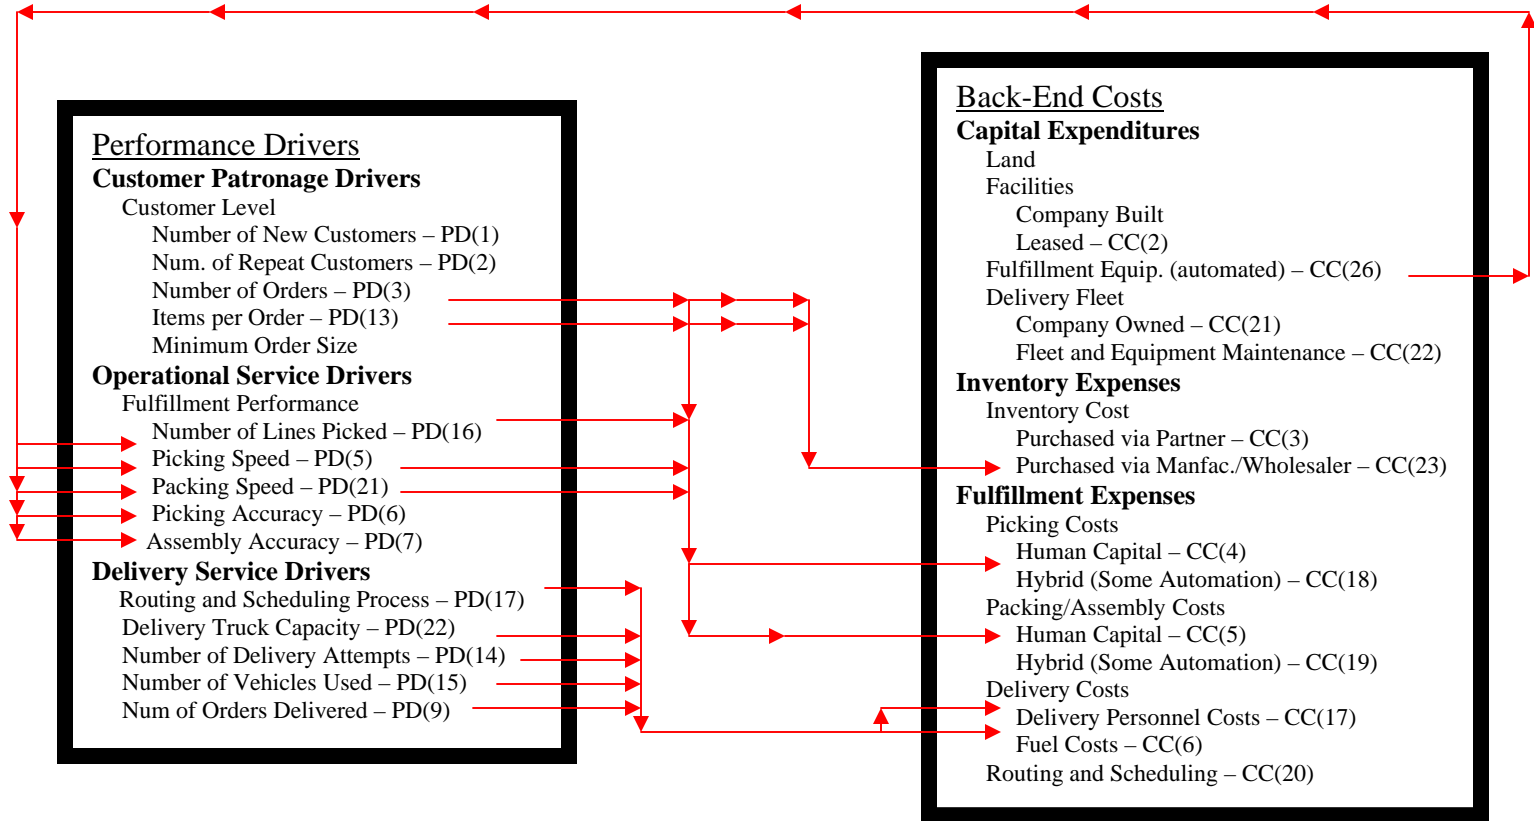 Performance Drivers
Customer Patronage Drivers
Customer Level
Number of New Customers – PD(1)
Num. of Repeat Customers – PD(2)
Number of Orders – PD(3)
Items per Order – PD(13)
Minimum Order Size
Operational Service Drivers
Fulfillment Performance
Number of Lines Picked – PD(16)
Picking Speed – PD(5)
Packing Speed – PD(21)
Picking Accuracy – PD(6)
Assembly Accuracy – PD(7)
Delivery Service Drivers
Routing and Scheduling Process – PD(17)
Delivery Truck Capacity – PD(22)
Number of Delivery Attempts – PD(14)
Number of Vehicles Used – PD(15)
Num of Orders Delivered – PD(9)
Back-End Costs
Capital Expenditures
Land
Facilities
Company Built
Leased – CC(2)
Fulfillment Equip. (automated) – CC(26)
Delivery Fleet
Company Owned – CC(21)
Fleet and Equipment Maintenance – CC(22)
Inventory Expenses
Inventory Cost
Purchased via Partner – CC(3)
Purchased via Manfac./Wholesaler – CC(23)
Fulfillment Expenses
Picking Costs
Human Capital – CC(4)
Hybrid (Some Automation) – CC(18)
Packing/Assembly Costs
Human Capital – CC(5)
Hybrid (Some Automation) – CC(19)
Delivery Costs
Delivery Personnel Costs – CC(17)
Fuel Costs – CC(6)
Routing and Scheduling – CC(20)